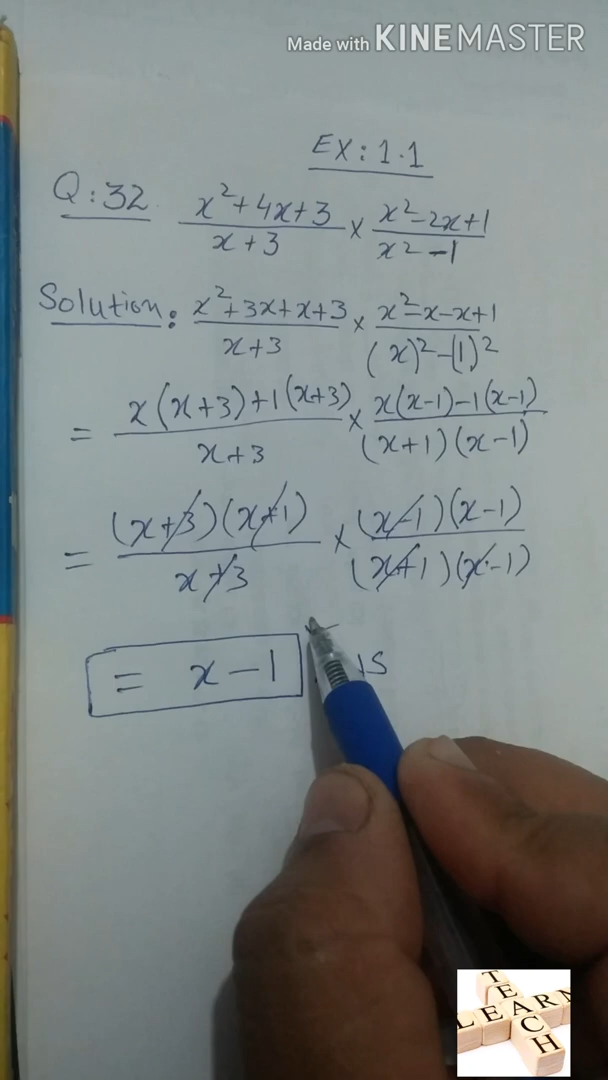 Made with KINEMASTER
EX: 1.1
Q:32 (x²+4x+3)/(x+3) × (x²-2x+1)/(x²-1)
Solution: (x²+3x+x+3)/(x+3) × (x²-x-x+1)/((x)²-(1)²)
= (x(x+3)+1(x+3))/(x+3) × (x(x-1)-1(x-1))/((x+1)(x-1))
= ((x+3)(x+1))/(x+3) × ((x-1)(x-1))/((x+1)(x-1))
= x-1
TEACH
LEARN